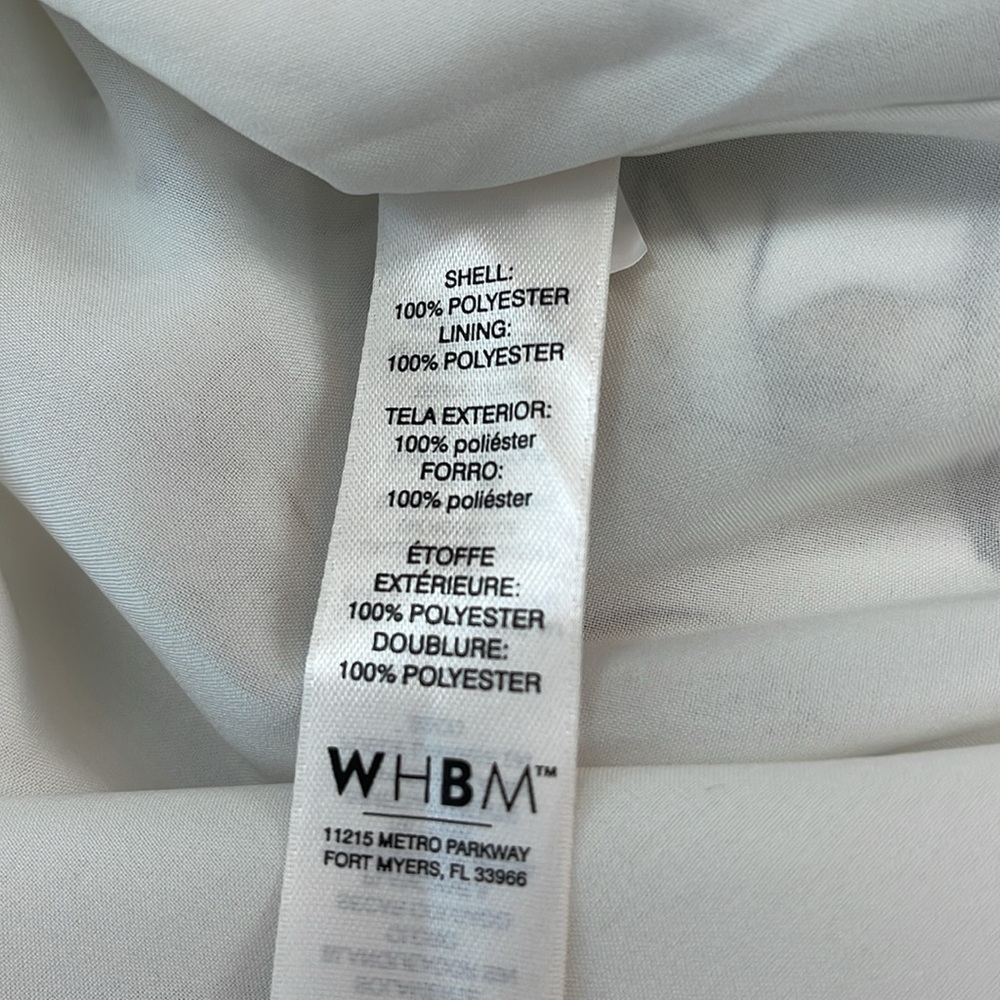 SHELL:
100% POLYESTER
LINING:
100% POLYESTER
TELA EXTERIOR:
100% poliéster
FORRO:
100% poliéster
ÉTOFFE
EXTÉRIEURE:
100% POLYESTER
DOUBLURE:
100% POLYESTER
WHBM™
11215 METRO PARKWAY
FORT MYERS, FL 33966